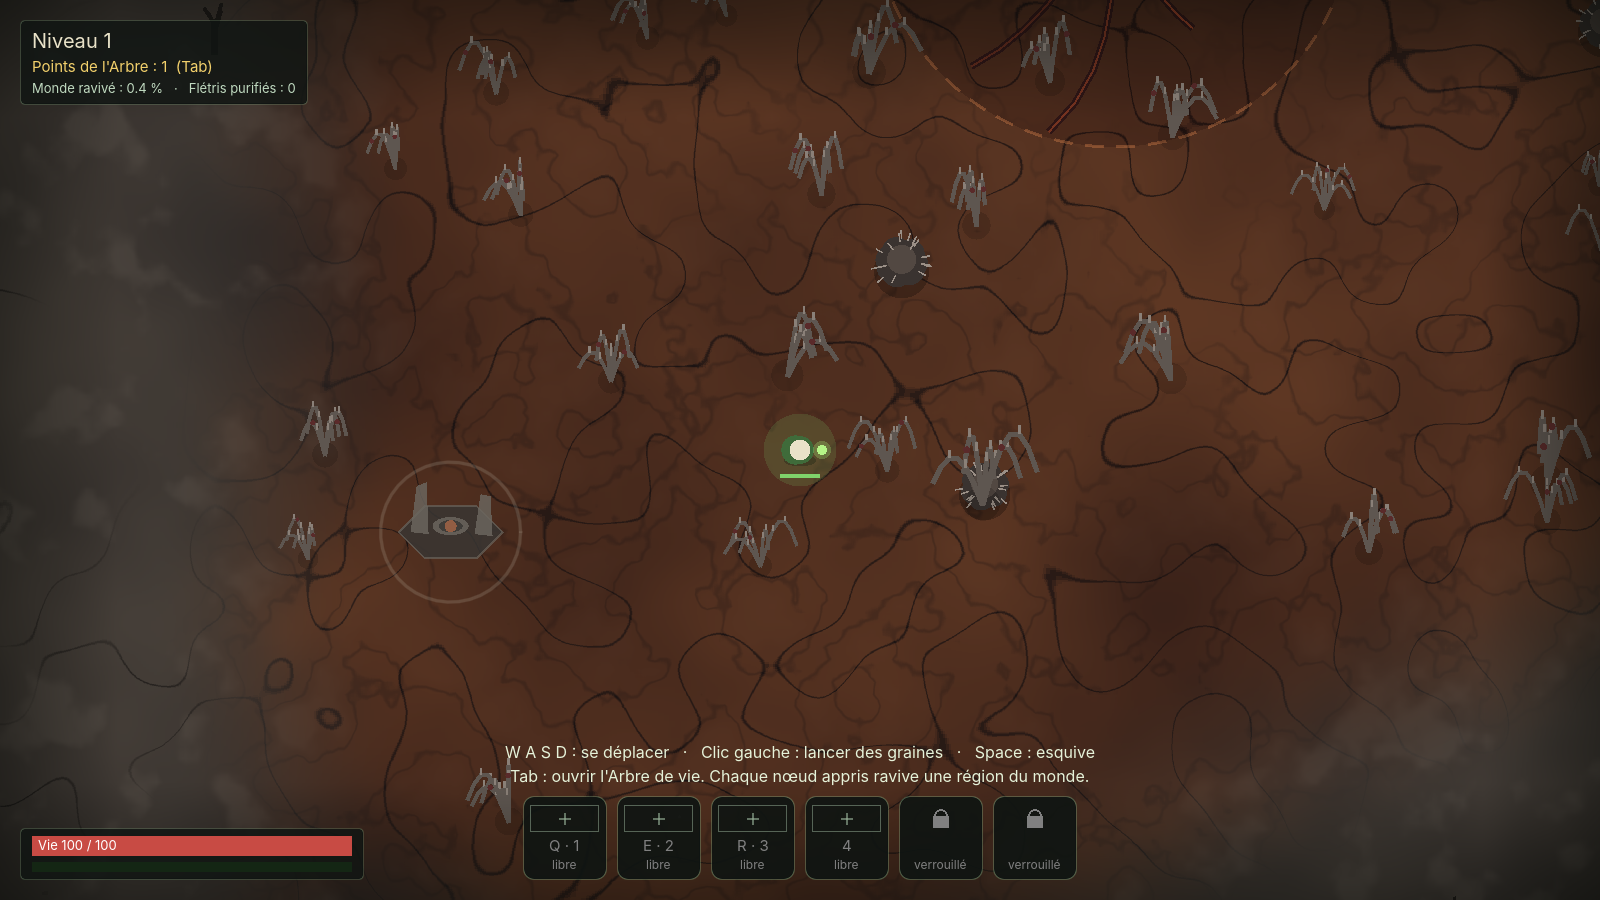 Niveau 1
Points de l'Arbre : 1  (Tab)
Monde ravivé : 0.4 %  ·  Flétris purifiés : 0
W A S D : se déplacer  ·  Clic gauche : lancer des graines  ·  Space : esquive
Tab : ouvrir l'Arbre de vie. Chaque nœud appris ravive une région du monde.
Q · 1
libre
E · 2
libre
R · 3
libre
4
libre
verrouillé
verrouillé
Vie 100 / 100